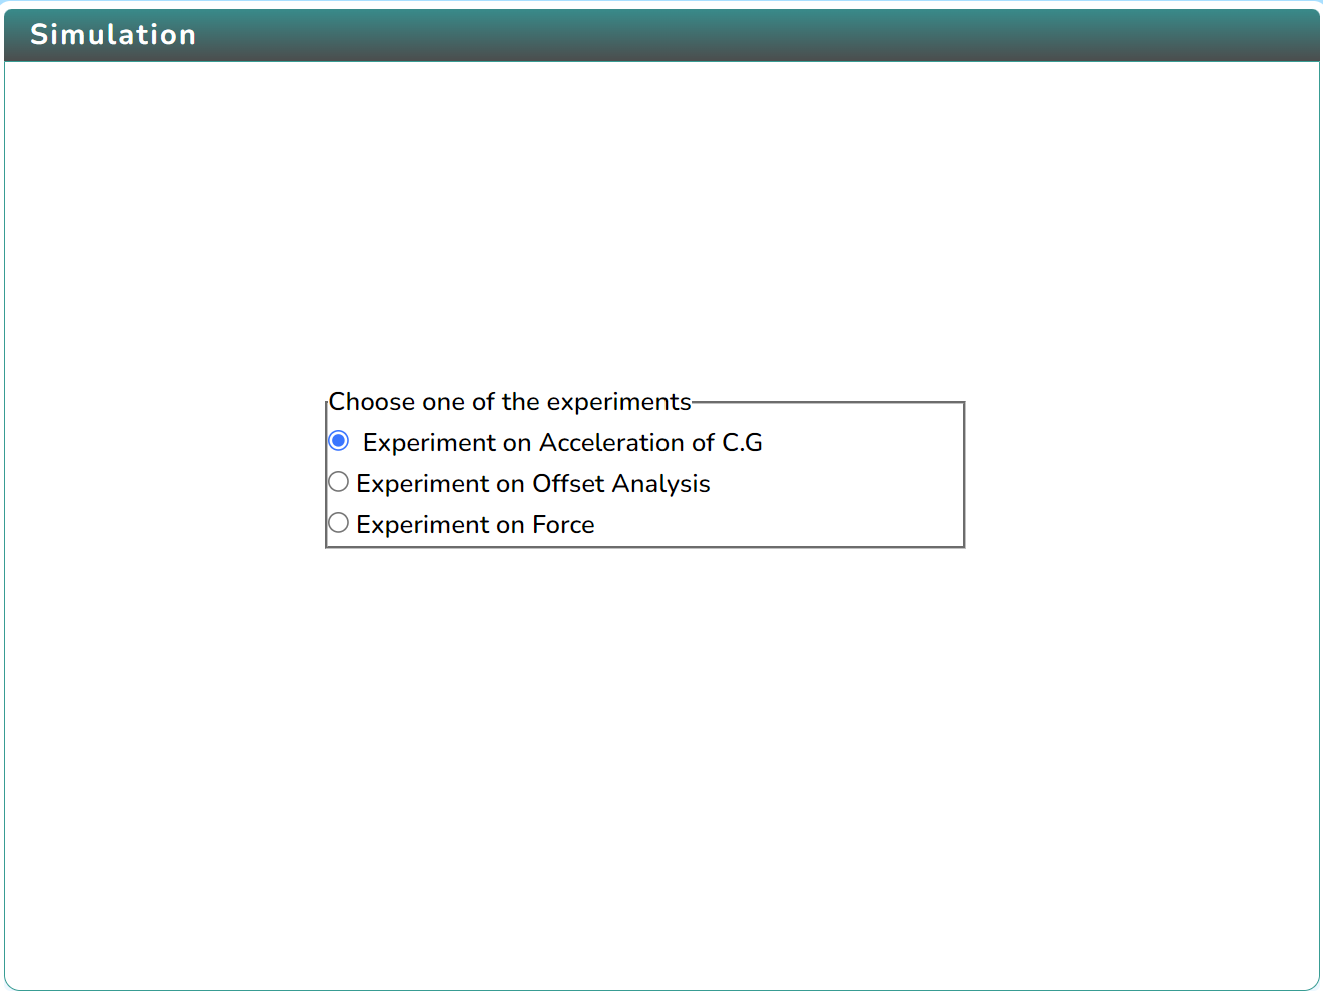 Simulation
Choose one of the experiments
Experiment on Acceleration of C.G
Experiment on Offset Analysis
Experiment on Force